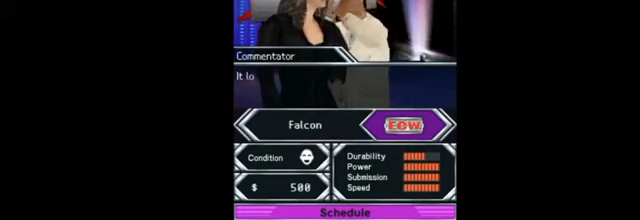 Commentator
It lo
Falcon
ECW
Condition
$ 500
Durability
Power
Submission
Speed
Schedule